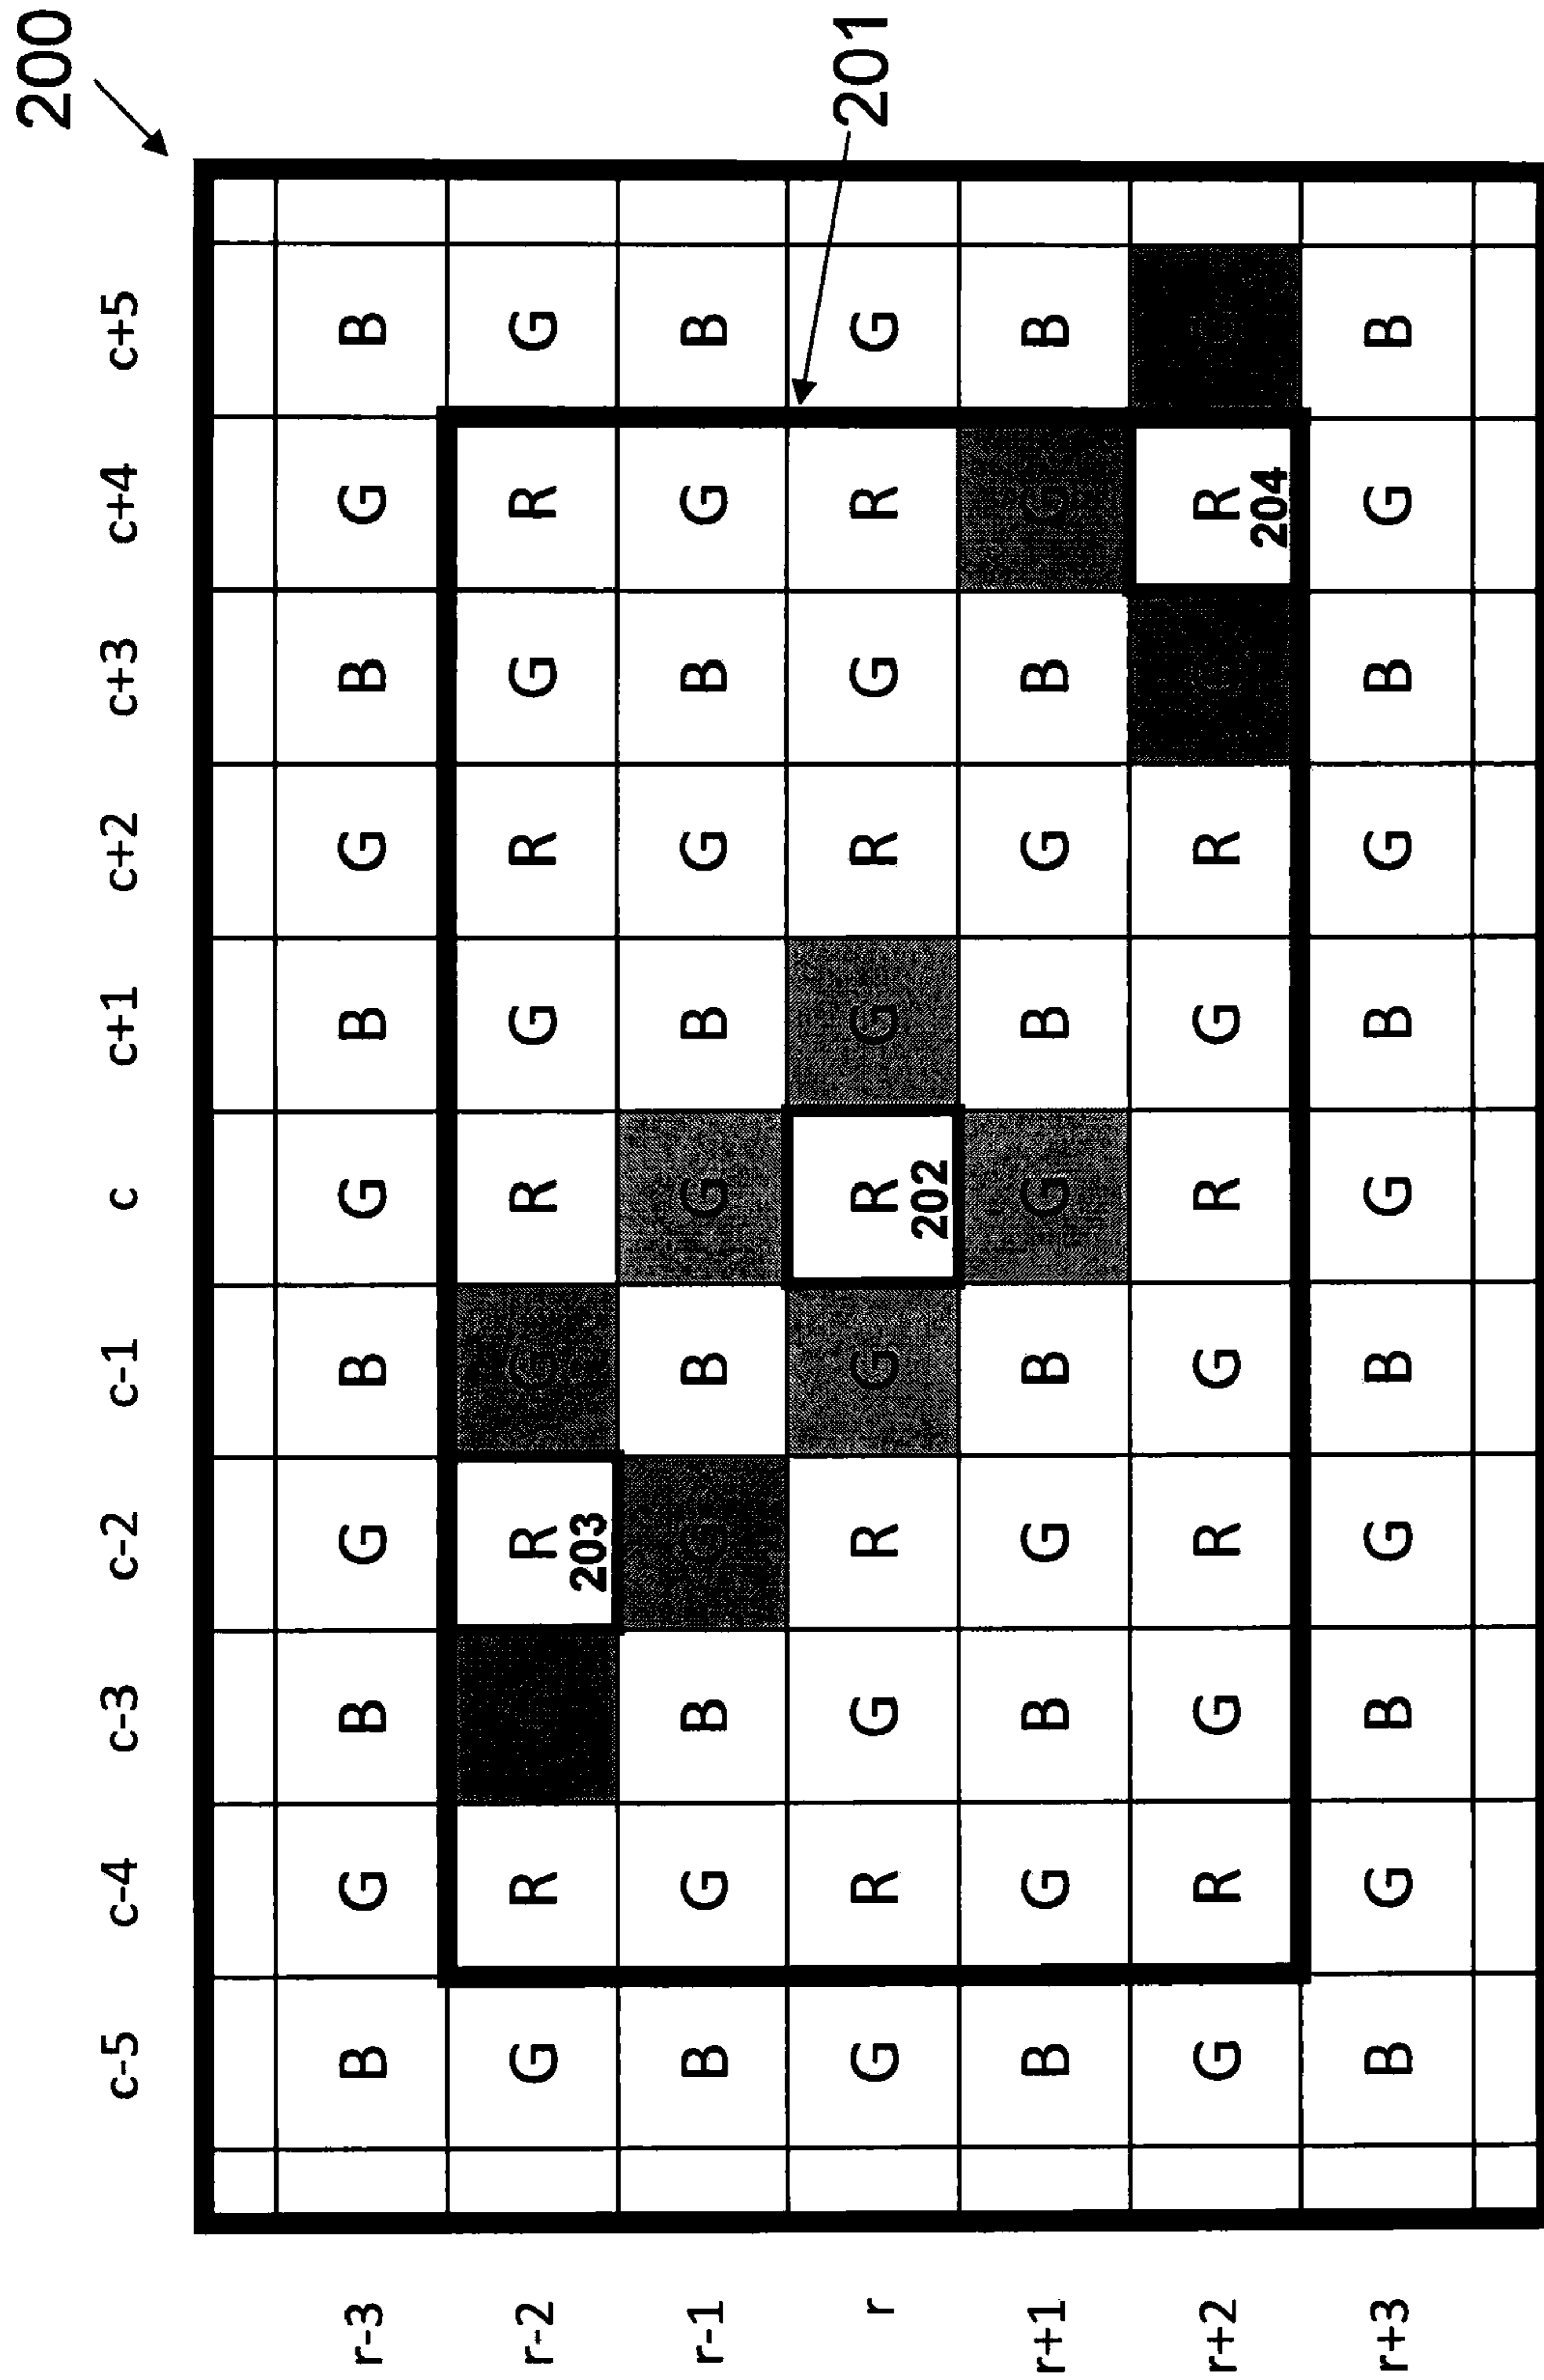 200
c-5 c-4 c-3 c-2 c-1 c c+1 c+2 c+3 c+4 c+5
r-3 B G B G B G B G B G B
r-2 G R R G R G R G R G
203
r-1 B G B G B G B G B G B
r G R G R G R G R G R G
202
201
r+1 B G B G B G B G B G B
r+2 G R G R G R G R G R G
204
r+3 B G B G B G B G B G B